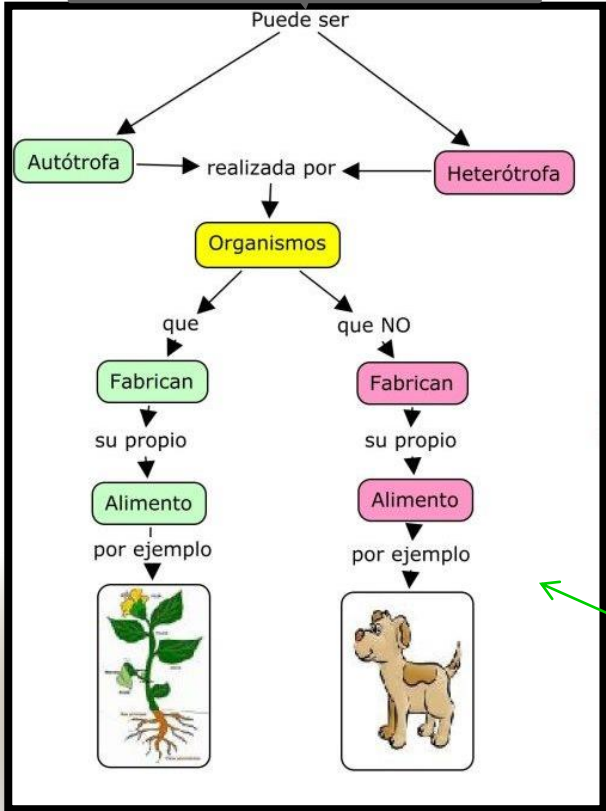 Puede ser
Autótrofa
realizada por
Heterótrofa
Organismos
que
que NO
Fabrican
Fabrican
su propio
su propio
Alimento
Alimento
por ejemplo
por ejemplo